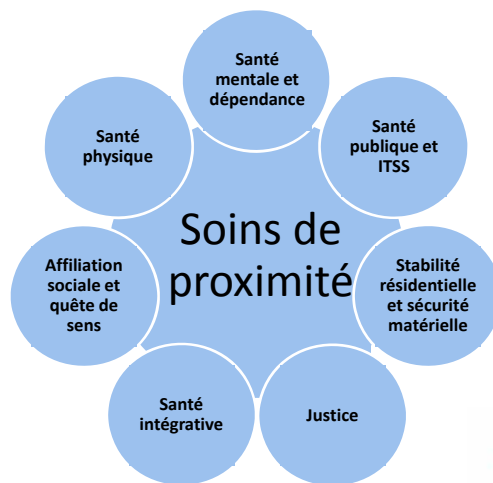 Santé
mentale et
dépendance
Santé
publique et
ITSS
Stabilité
résidentielle
et sécurité
matérielle
Justice
Santé
intégrative
Affiliation
sociale et
quête de
sens
Santé
physique
Soins de
proximité